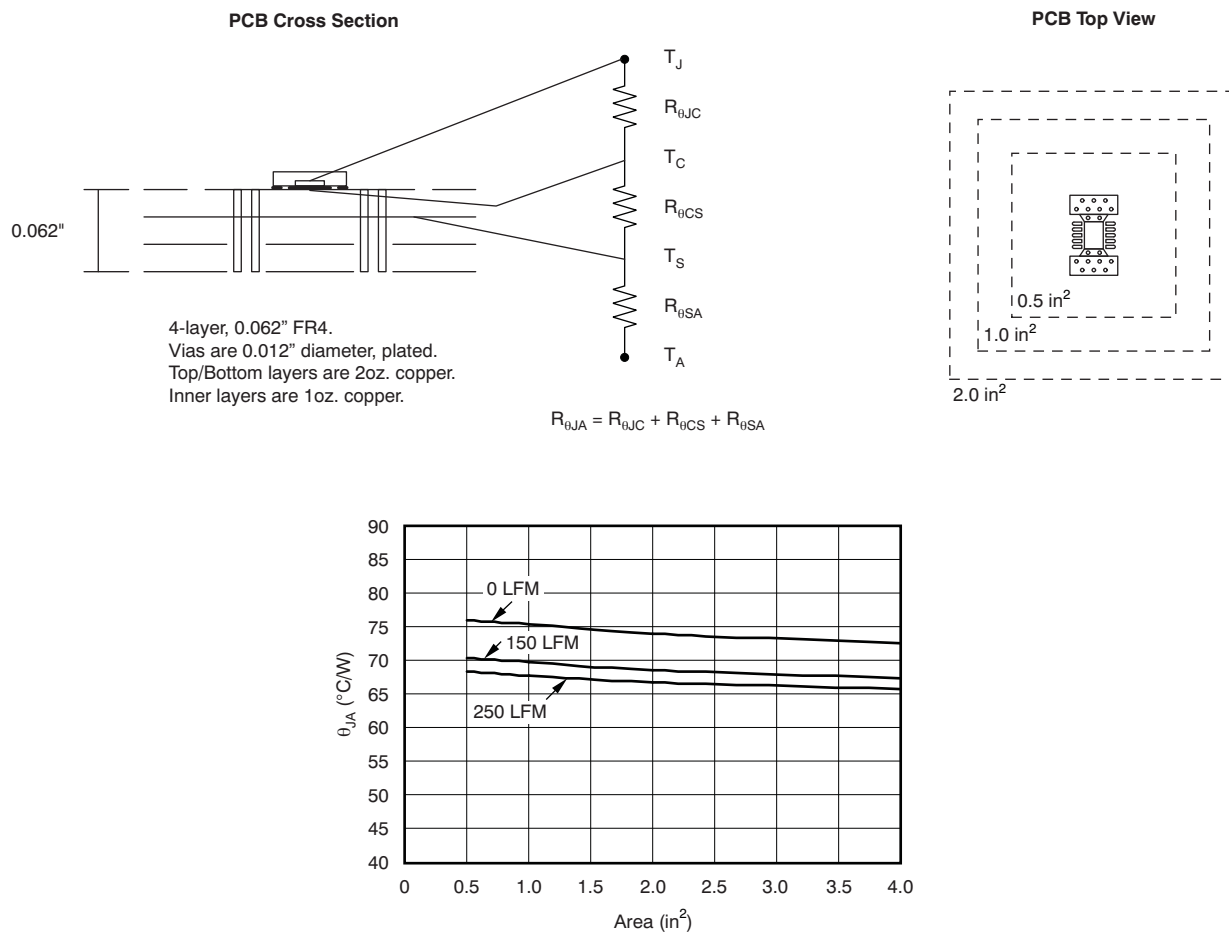 PCB Cross Section
PCB Top View
T_J
R_θJC
T_C
R_θCS
T_S
R_θSA
T_A
0.062"
4-layer, 0.062” FR4.
Vias are 0.012” diameter, plated.
Top/Bottom layers are 2oz. copper.
Inner layers are 1oz. copper.
R_θJA = R_θJC + R_θCS + R_θSA
0.5 in²
1.0 in²
2.0 in²
90
85
80
75
70
65
60
55
50
45
40
θ_JA (°C/W)
0 LFM
150 LFM
250 LFM
0 0.5 1.0 1.5 2.0 2.5 3.0 3.5 4.0
Area (in²)